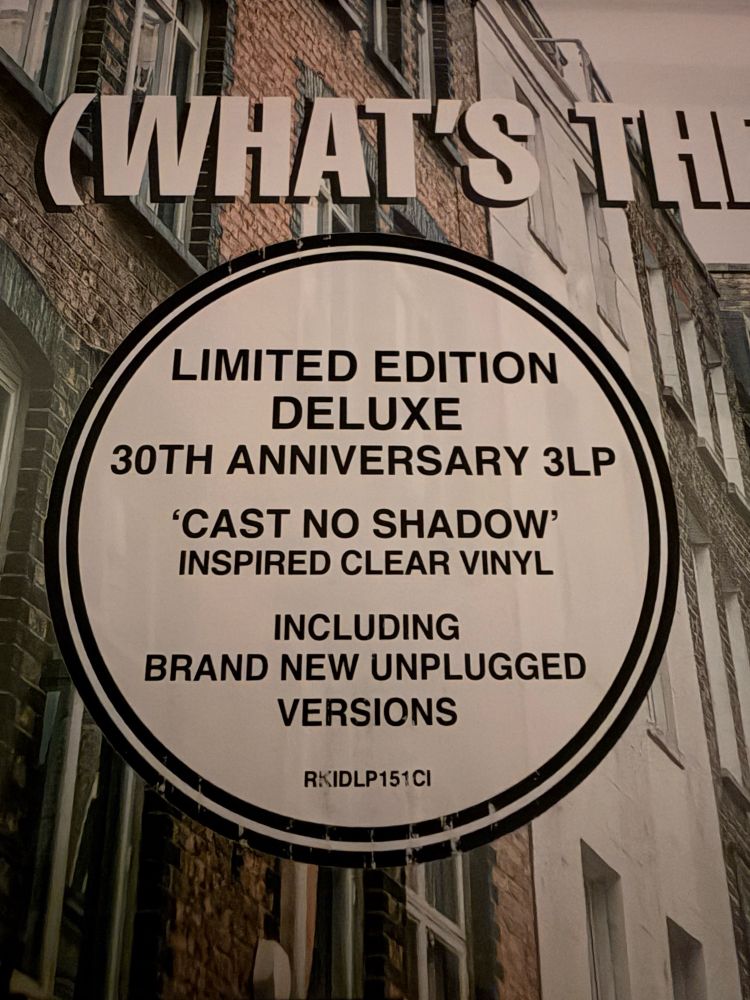 (WHAT'S THE
LIMITED EDITION
DELUXE
30TH ANNIVERSARY 3LP
‘CAST NO SHADOW’
INSPIRED CLEAR VINYL
INCLUDING
BRAND NEW UNPLUGGED
VERSIONS
RKIDLP151CI